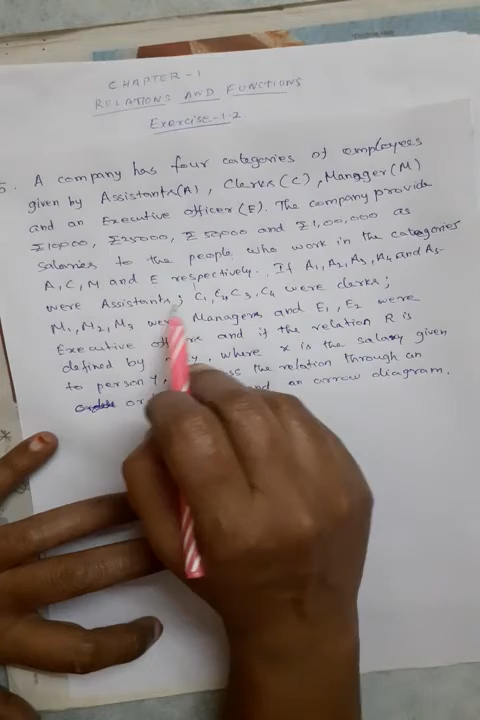 CHAPTER-1
RELATIONS AND FUNCTIONS
Exercise-1.2
5. A company has four categories of employees
given by Assistants(A), Clerks(C), Manager(M)
and an Executive Officer(E). The company provide
₹10000, ₹25000, ₹50000 and ₹1,00,000 as
Salaries to the people who work in the categories
A, C, M and E respectively. If A₁, A₂, A₃, A₄ and A₅
were Assistants; C₁, C₂, C₃, C₄ were clerks;
M₁, M₂, M₃ were Managers and E₁, E₂ were
Executive and if the relation R is
defined by where x is the salary given
to person y, the relation through an
and an arrow diagram.